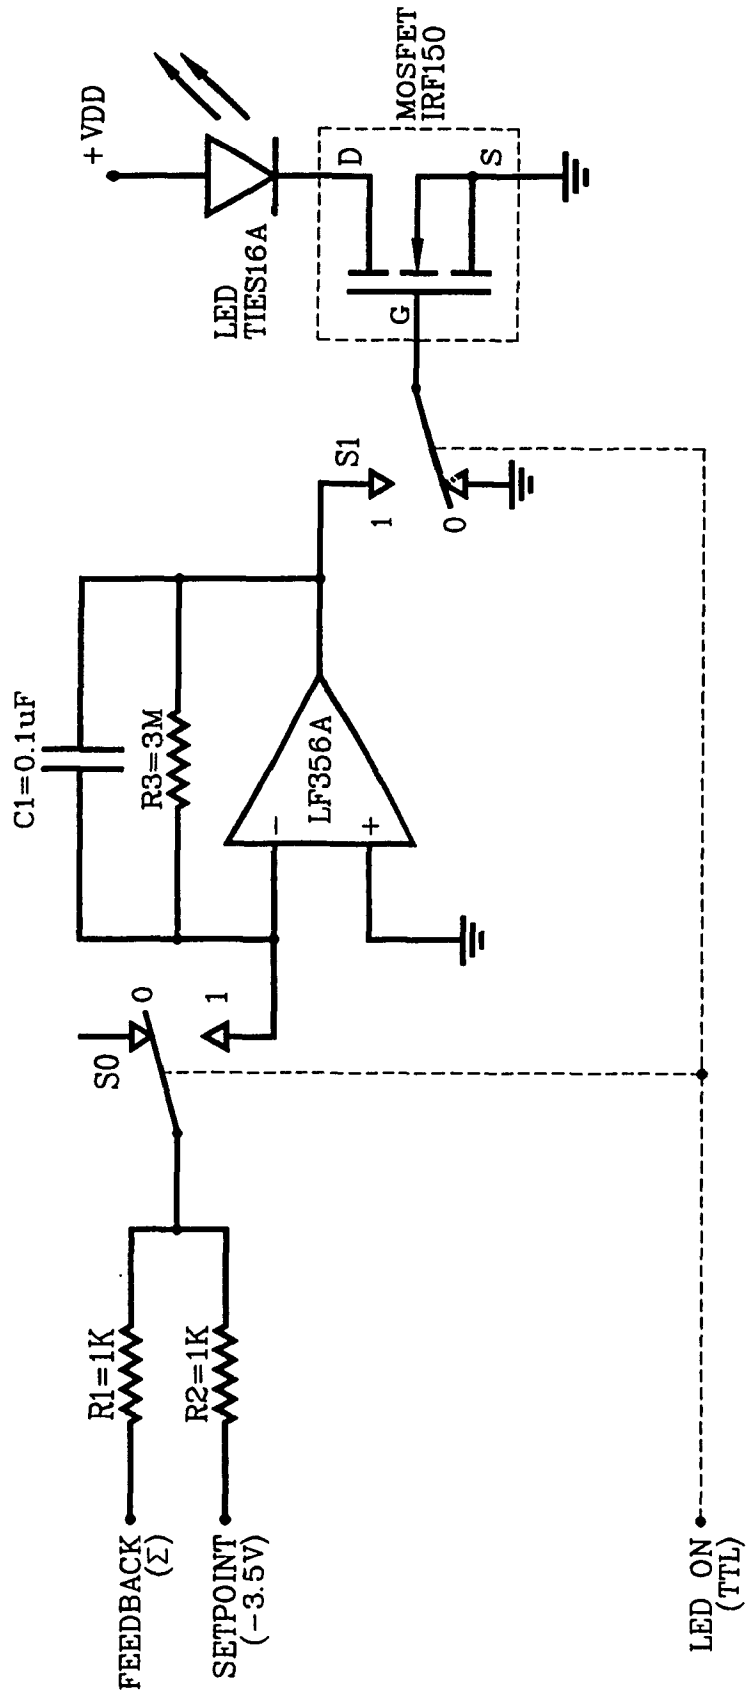 FEEDBACK
(Σ)
R1=1K
SETPOINT
(−3.5V)
R2=1K
LED ON
(TTL)
S0
0
1
C1=0.1uF
R3=3M
−
LF356A
+
S1
1
0
+VDD
LED
TIES16A
G
D
S
MOSFET
IRF150